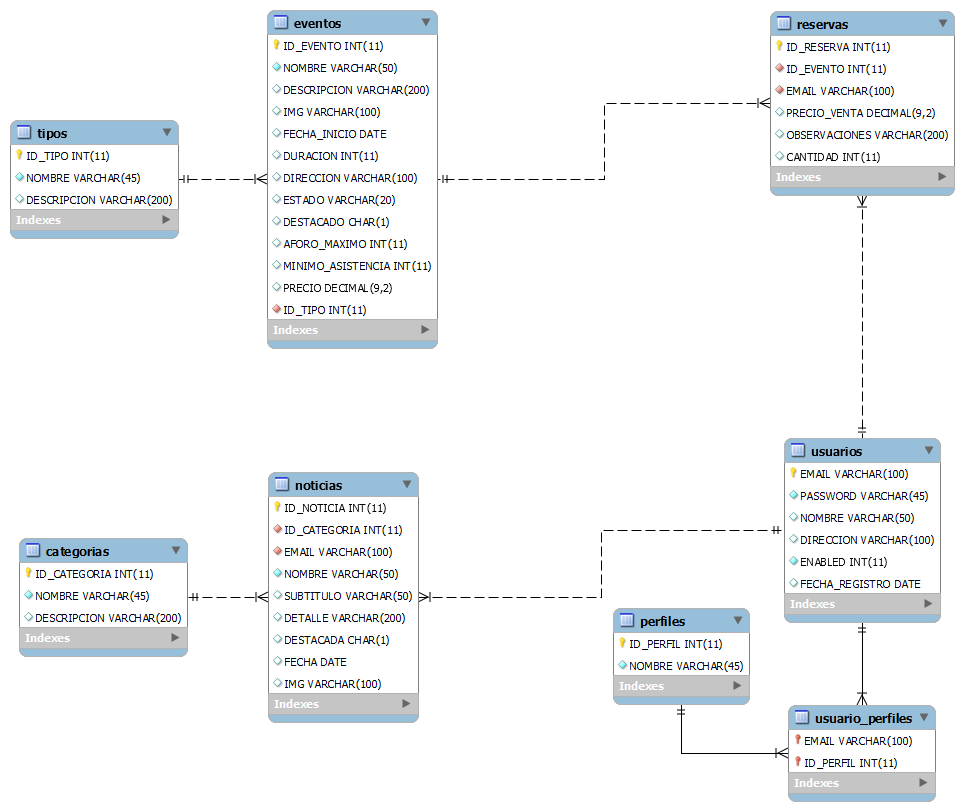 eventos
ID_EVENTO INT(11)
NOMBRE VARCHAR(50)
DESCRIPCION VARCHAR(200)
IMG VARCHAR(100)
FECHA_INICIO DATE
DURACION INT(11)
DIRECCION VARCHAR(100)
ESTADO VARCHAR(20)
DESTACADO CHAR(1)
AFORO_MAXIMO INT(11)
MINIMO_ASISTENCIA INT(11)
PRECIO DECIMAL(9,2)
ID_TIPO INT(11)
Indexes
reservas
ID_RESERVA INT(11)
ID_EVENTO INT(11)
EMAIL VARCHAR(100)
PRECIO_VENTA DECIMAL(9,2)
OBSERVACIONES VARCHAR(200)
CANTIDAD INT(11)
Indexes
tipos
ID_TIPO INT(11)
NOMBRE VARCHAR(45)
DESCRIPCION VARCHAR(200)
Indexes
usuarios
EMAIL VARCHAR(100)
PASSWORD VARCHAR(45)
NOMBRE VARCHAR(50)
DIRECCION VARCHAR(100)
ENABLED INT(11)
FECHA_REGISTRO DATE
Indexes
noticias
ID_NOTICIA INT(11)
ID_CATEGORIA INT(11)
EMAIL VARCHAR(100)
NOMBRE VARCHAR(50)
SUBTITULO VARCHAR(50)
DETALLE VARCHAR(200)
DESTACADA CHAR(1)
FECHA DATE
IMG VARCHAR(100)
Indexes
categorias
ID_CATEGORIA INT(11)
NOMBRE VARCHAR(45)
DESCRIPCION VARCHAR(200)
Indexes
perfiles
ID_PERFIL INT(11)
NOMBRE VARCHAR(45)
Indexes
usuario_perfiles
EMAIL VARCHAR(100)
ID_PERFIL INT(11)
Indexes